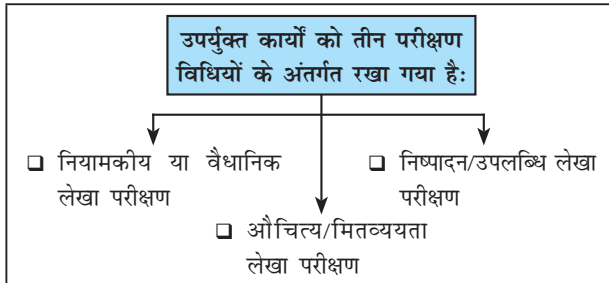 उपर्युक्त कार्यों को तीन परीक्षण
विधियों के अंतर्गत रखा गया है:
❑ नियामकीय या वैधानिक
लेखा परीक्षण
❑ निष्पादन/उपलब्धि लेखा
परीक्षण
❑ औचित्य/मितव्ययता
लेखा परीक्षण